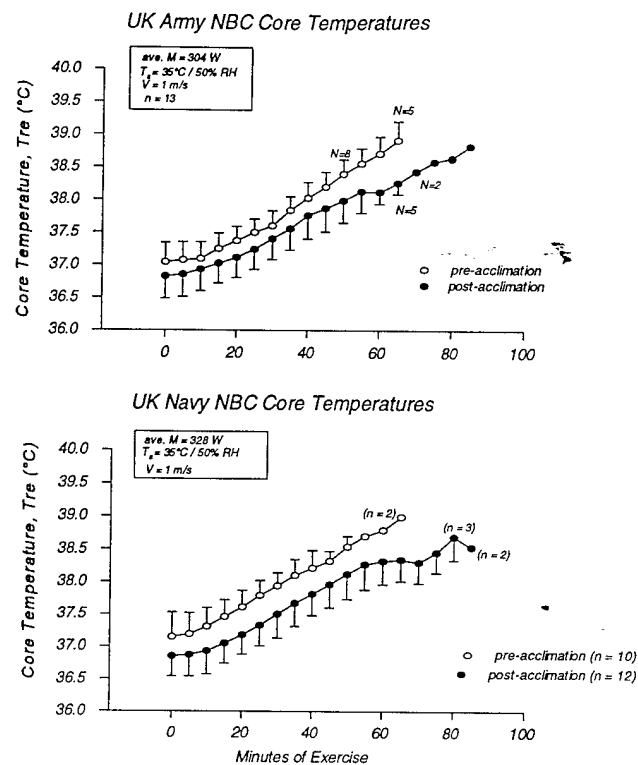 UK Army NBC Core Temperatures
ave. M = 304 W
Ta = 35°C / 50% RH
V = 1 m/s
n = 13
Core Temperature, Tre (°C)
40.0
39.5
39.0
38.5
38.0
37.5
37.0
36.5
36.0
N=5
N=8
N=2
N=5
pre-acclimation
post-acclimation
0
20
40
60
80
100
UK Navy NBC Core Temperatures
ave. M = 328 W
Ta = 35°C / 50% RH
V = 1 m/s
Core Temperature, Tre (°C)
40.0
39.5
39.0
38.5
38.0
37.5
37.0
36.5
36.0
(n = 2)
(n = 3)
(n = 2)
pre-acclimation (n = 10)
post-acclimation (n = 12)
0
20
40
60
80
100
Minutes of Exercise